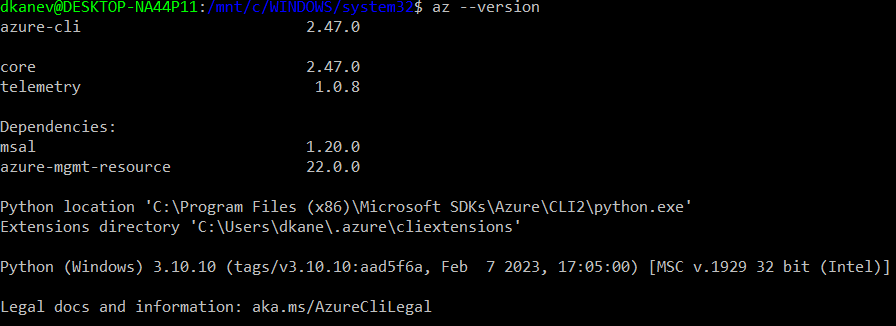 dkanev@DESKTOP-NA44P11:/mnt/c/WINDOWS/system32$ az --version
azure-cli                         2.47.0
core                              2.47.0
telemetry                          1.0.8
Dependencies:
msal                              1.20.0
azure-mgmt-resource               22.0.0
Python location 'C:\Program Files (x86)\Microsoft SDKs\Azure\CLI2\python.exe'
Extensions directory 'C:\Users\dkane\.azure\cliextensions'
Python (Windows) 3.10.10 (tags/v3.10.10:aad5f6a, Feb  7 2023, 17:05:00) [MSC v.1929 32 bit (Intel)]
Legal docs and information: aka.ms/AzureCliLegal